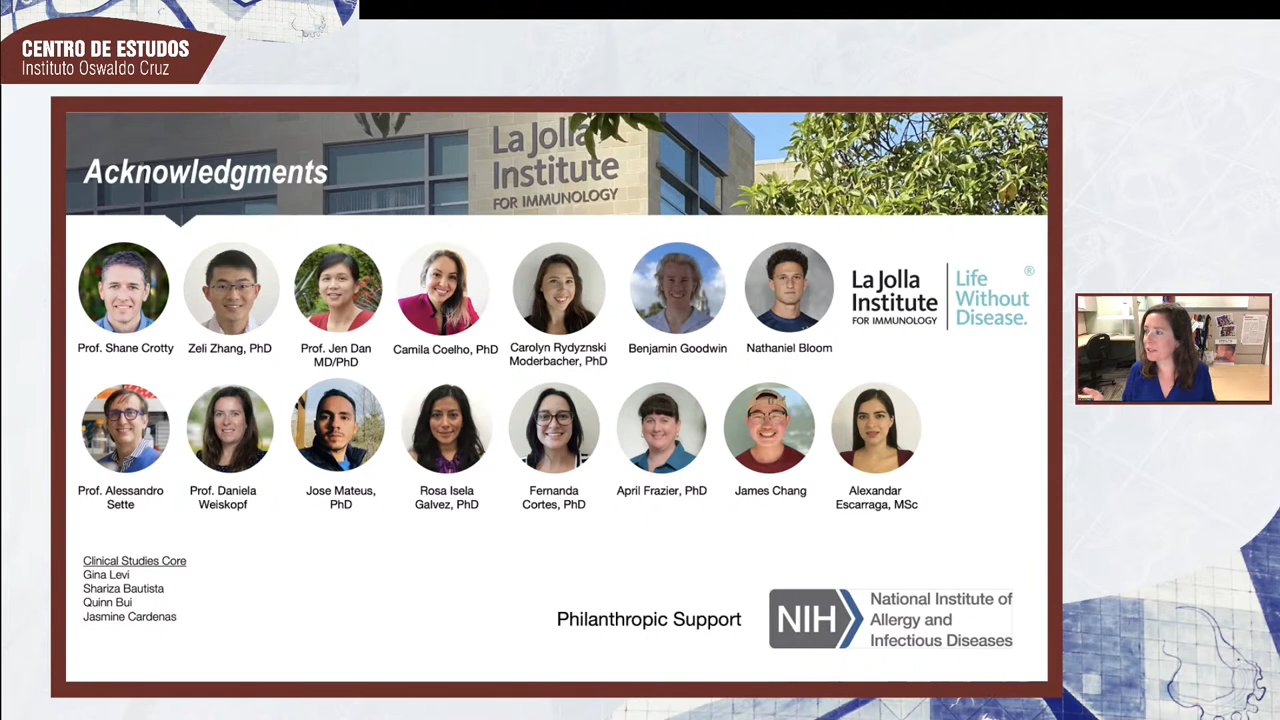 CENTRO DE ESTUDOS
Instituto Oswaldo Cruz
Acknowledgments
La Jolla
Institute
FOR IMMUNOLOGY
Prof. Shane Crotty
Zeli Zhang, PhD
Prof. Jen Dan
MD/PhD
Camila Coelho, PhD
Carolyn Rydyznski
Moderbacher, PhD
Benjamin Goodwin
Nathaniel Bloom
La Jolla
Institute
FOR IMMUNOLOGY
Life
Without
Disease.
®
Prof. Alessandro
Sette
Prof. Daniela
Weiskopf
Jose Mateus,
PhD
Rosa Isela
Galvez, PhD
Fernanda
Cortes, PhD
April Frazier, PhD
James Chang
Alexandar
Escarraga, MSc
Clinical Studies Core
Gina Levi
Shariza Bautista
Quinn Bui
Jasmine Cardenas
Philanthropic Support
NIH
National Institute of
Allergy and
Infectious Diseases